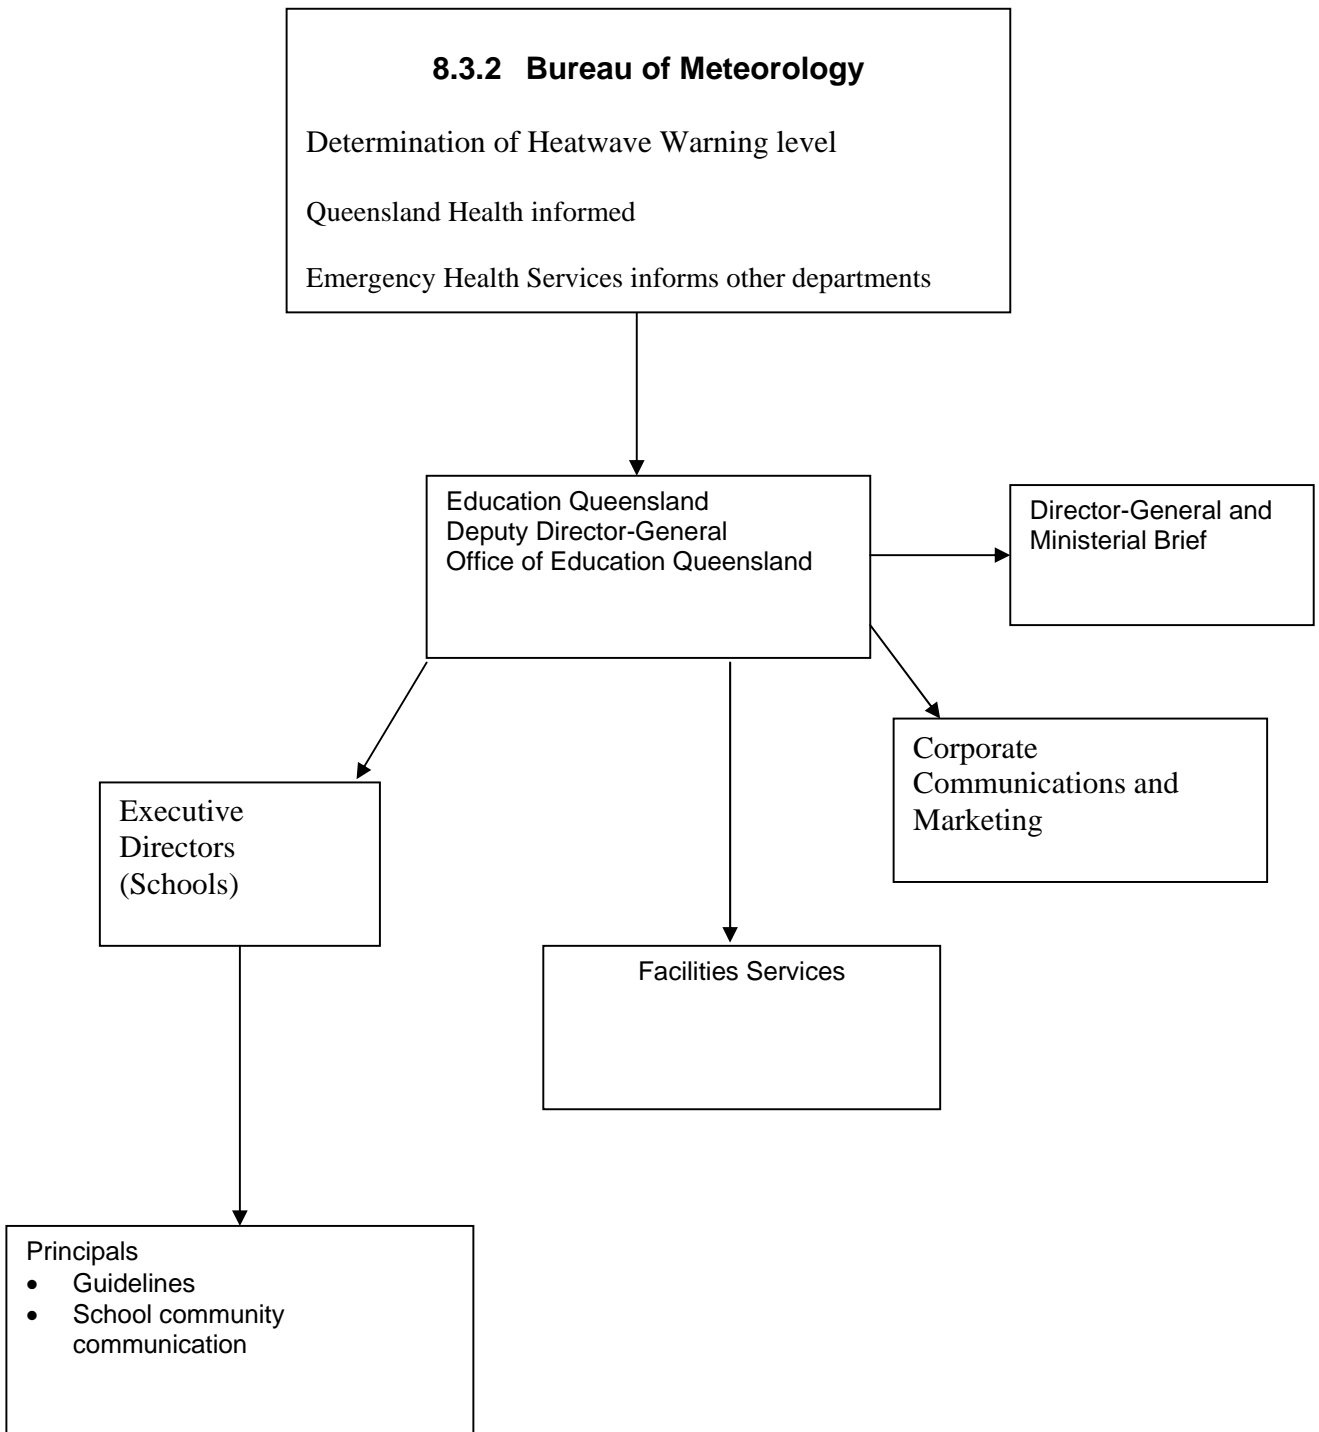 8.3.2 Bureau of Meteorology
Determination of Heatwave Warning level
Queensland Health informed
Emergency Health Services informs other departments
Education Queensland
Deputy Director-General
Office of Education Queensland
Director-General and
Ministerial Brief
Corporate
Communications and
Marketing
Executive
Directors
(Schools)
Facilities Services
Principals
• Guidelines
• School community
communication